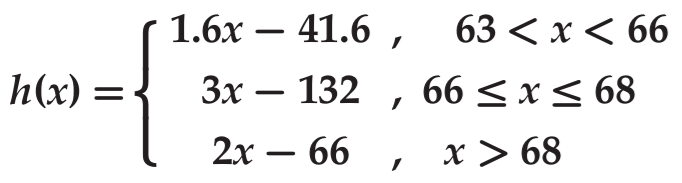 1.6x − 41.6 , 63 < x < 66
h(x) = { 3x − 132 , 66 ≤ x ≤ 68
2x − 66 , x > 68